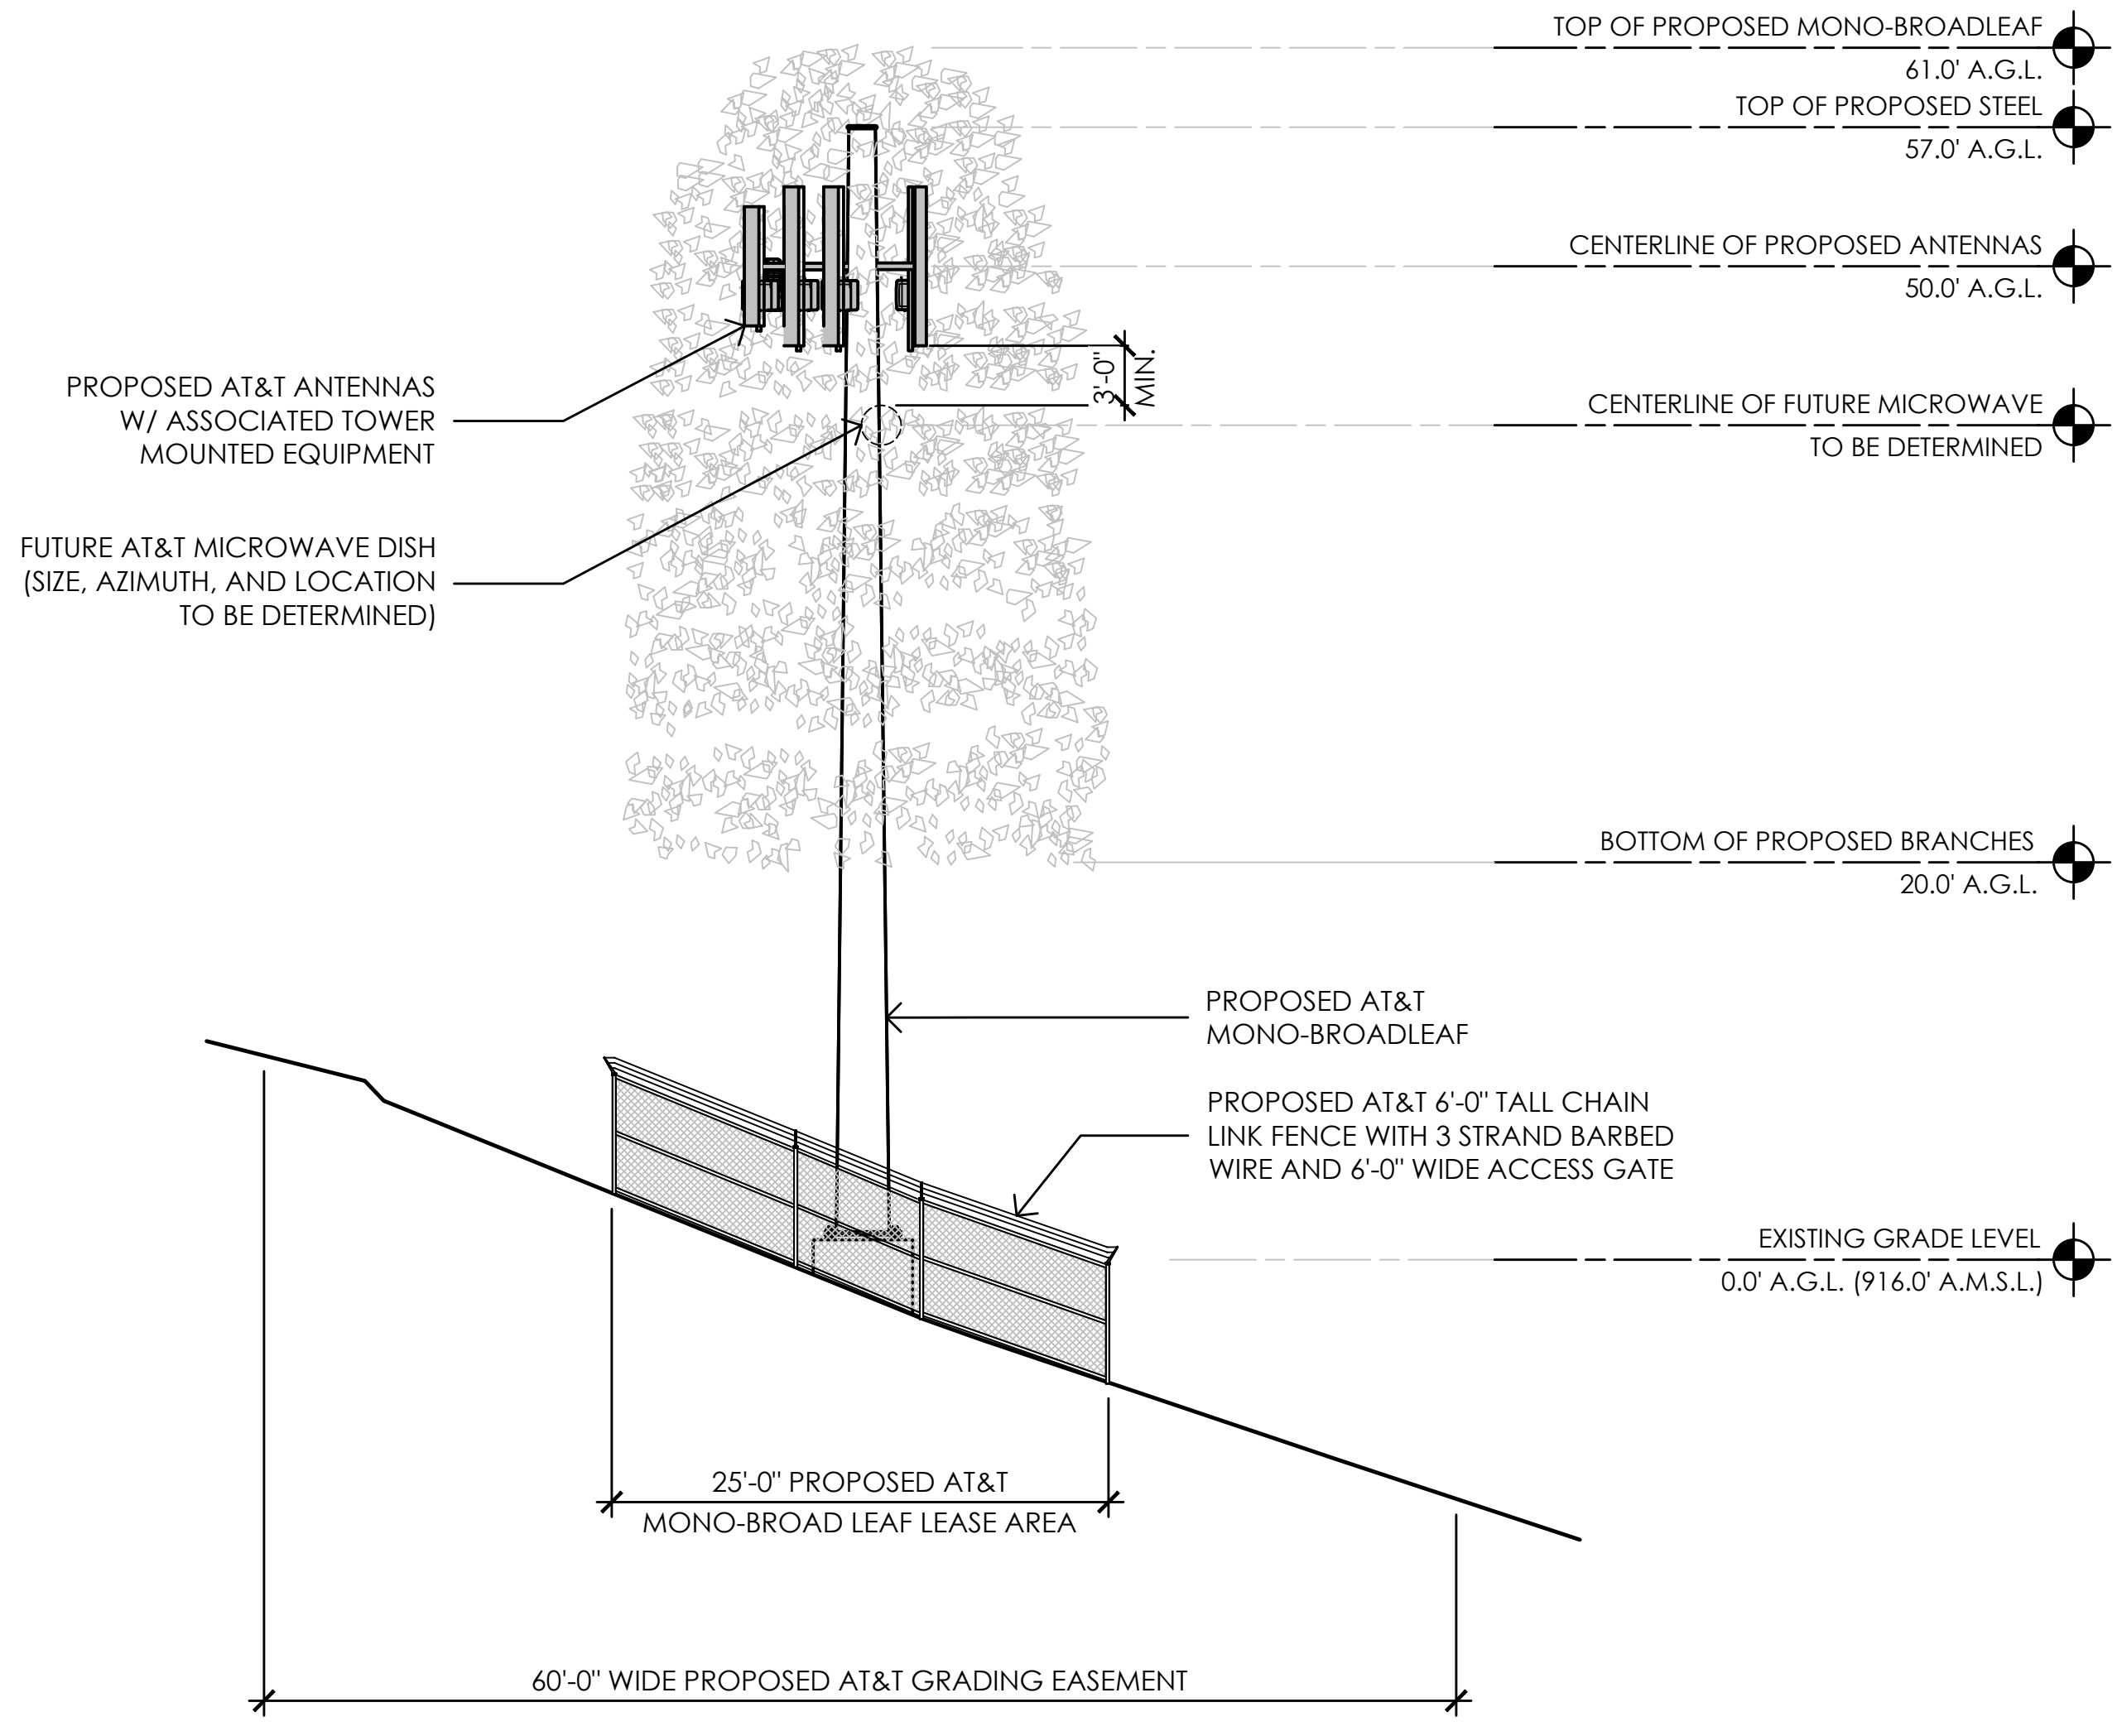 TOP OF PROPOSED MONO-BROADLEAF
61.0' A.G.L.
TOP OF PROPOSED STEEL
57.0' A.G.L.
CENTERLINE OF PROPOSED ANTENNAS
50.0' A.G.L.
3'-0"
MIN.
PROPOSED AT&T ANTENNAS
W/ ASSOCIATED TOWER
MOUNTED EQUIPMENT
CENTERLINE OF FUTURE MICROWAVE
TO BE DETERMINED
FUTURE AT&T MICROWAVE DISH
(SIZE, AZIMUTH, AND LOCATION
TO BE DETERMINED)
BOTTOM OF PROPOSED BRANCHES
20.0' A.G.L.
PROPOSED AT&T
MONO-BROADLEAF
PROPOSED AT&T 6'-0" TALL CHAIN
LINK FENCE WITH 3 STRAND BARBED
WIRE AND 6'-0" WIDE ACCESS GATE
EXISTING GRADE LEVEL
0.0' A.G.L. (916.0' A.M.S.L.)
25'-0" PROPOSED AT&T
MONO-BROAD LEAF LEASE AREA
60'-0" WIDE PROPOSED AT&T GRADING EASEMENT